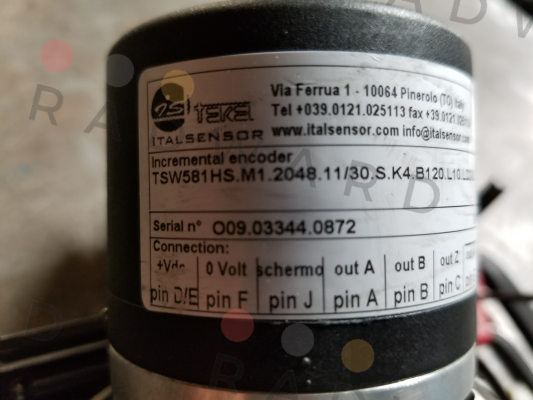 Via Ferrua 1 - 10064 Pinerolo (TO) Italy
Tel +039.0121.025113 fax +39.0121.
www.italsensor.com info@italsensor
TEKEL
ITALSENSOR
Incremental encoder
TSW581HS.M1.2048.11/30.S.K4.B120.L10.
Serial n° O09.03344.0872
Connection:
+Vdc 0 Volt schermo out A out B out Z
pin D/E pin F pin J pin A pin B pin C